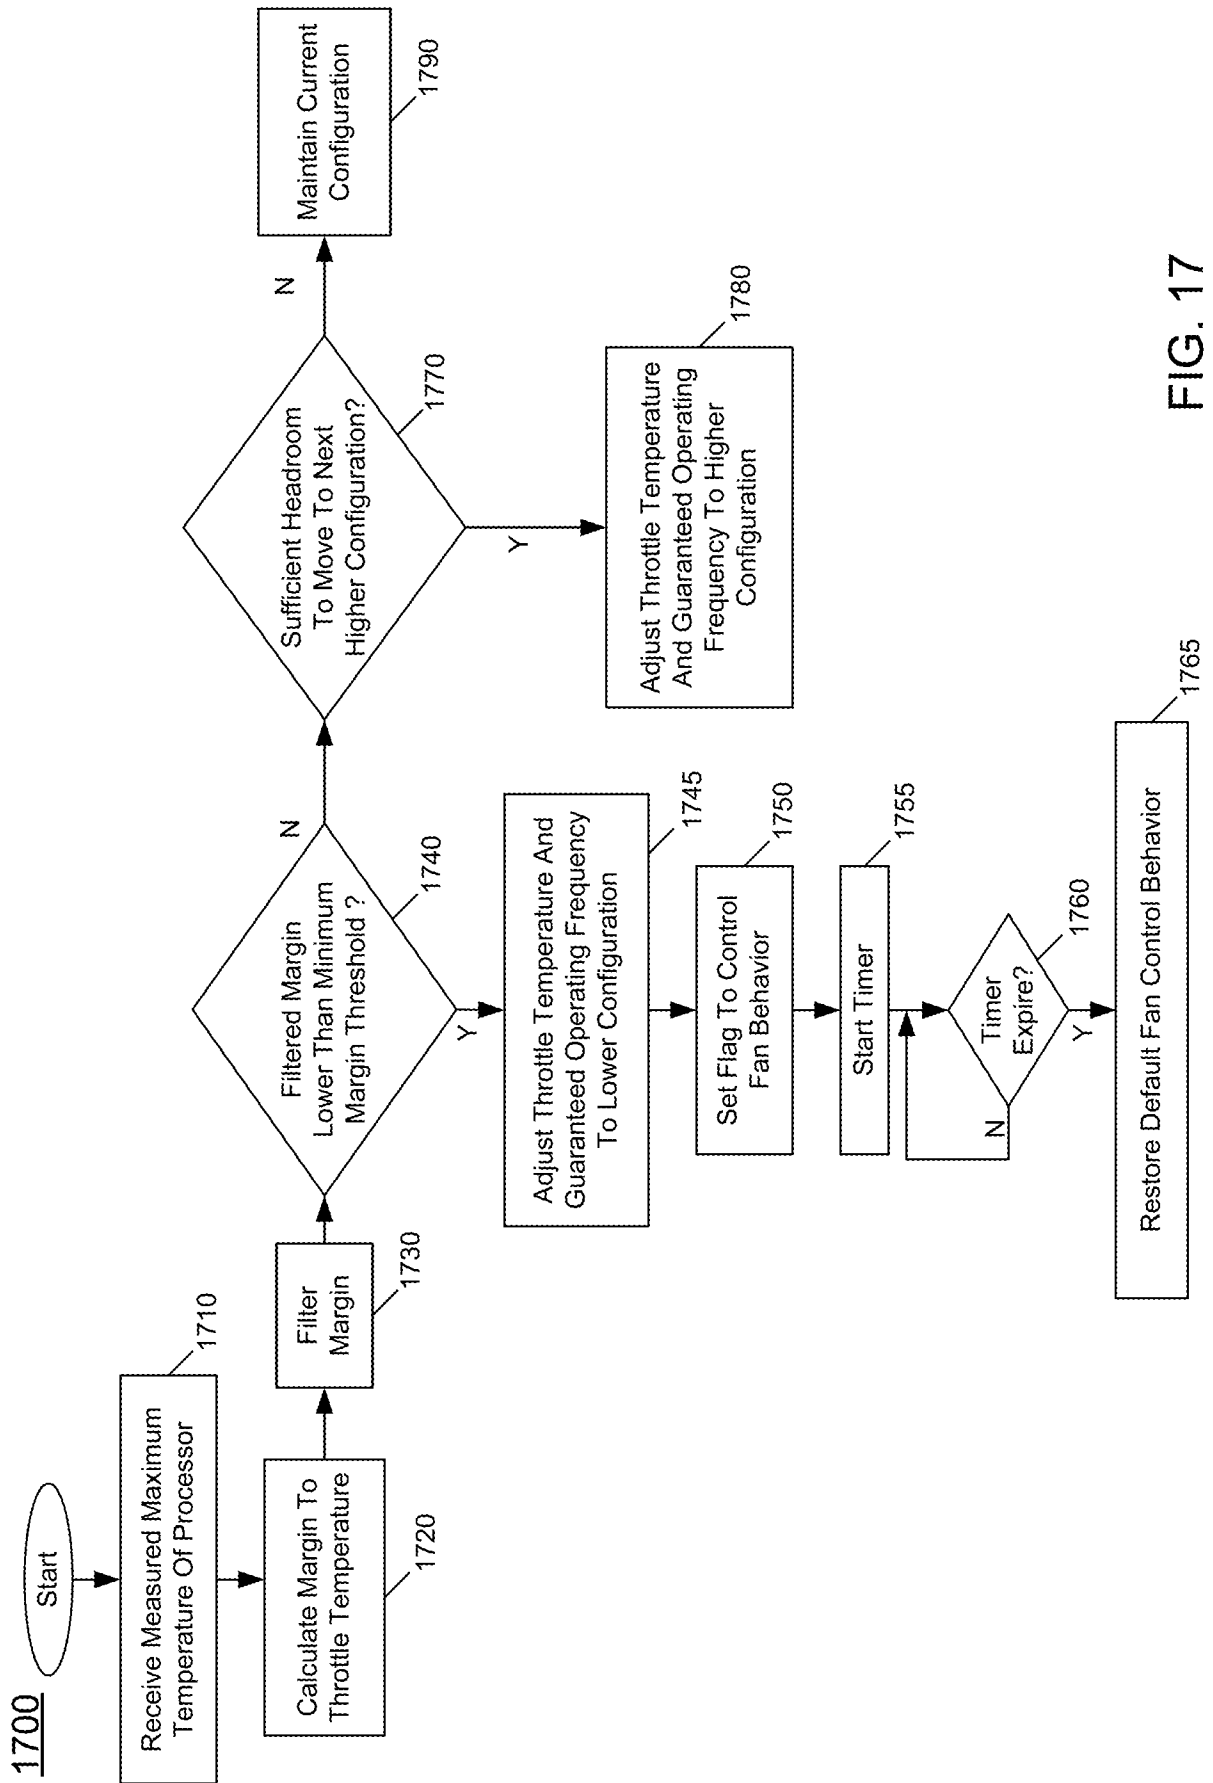 1700
Start
Receive Measured Maximum
Temperature Of Processor
1710
Calculate Margin To
Throttle Temperature
1720
Filter
Margin
1730
Filtered Margin
Lower Than Minimum
Margin Threshold ?
1740
N
Y
Adjust Throttle Temperature And
Guaranteed Operating Frequency
To Lower Configuration
1745
Set Flag To Control
Fan Behavior
1750
Start Timer
1755
Timer
Expire?
1760
N
Y
Restore Default Fan Control Behavior
1765
Sufficient Headroom
To Move To Next
Higher Configuration?
1770
N
Y
Adjust Throttle Temperature
And Guaranteed Operating
Frequency To Higher
Configuration
1780
Maintain Current
Configuration
1790
FIG. 17